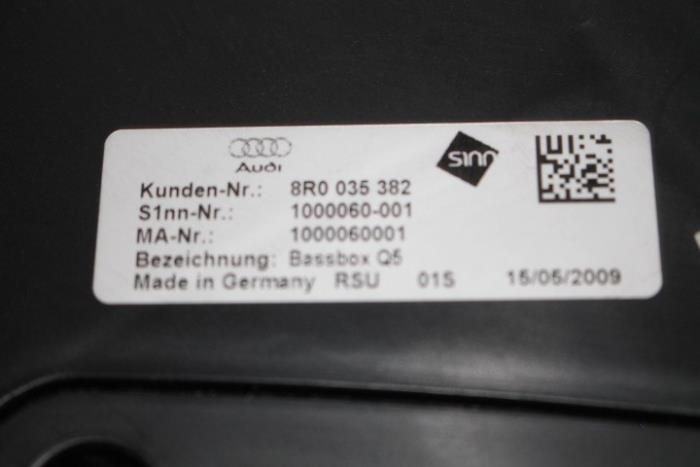 Audi
S1nn
Kunden-Nr.: 8R0 035 382
S1nn-Nr.: 1000060-001
MA-Nr.: 1000060001
Bezeichnung: Bassbox Q5
Made in Germany RSU 01S 15/05/2009